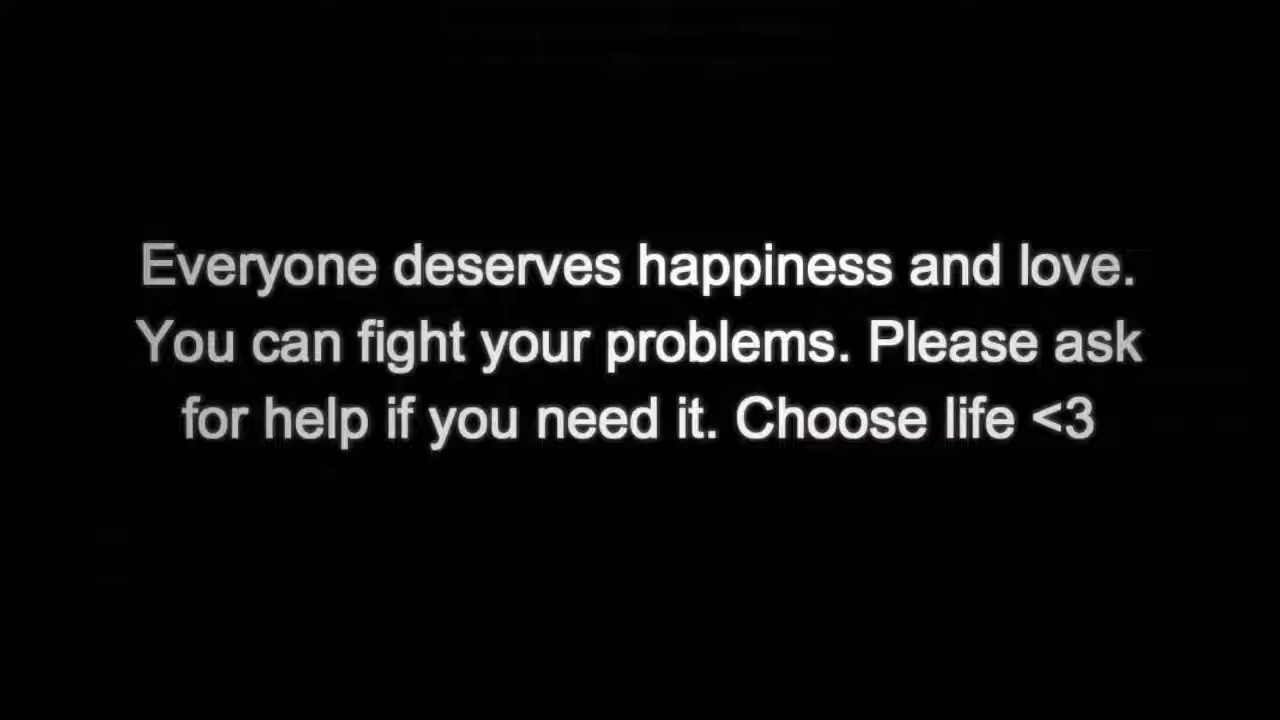 Everyone deserves happiness and love.
You can fight your problems. Please ask
for help if you need it. Choose life <3